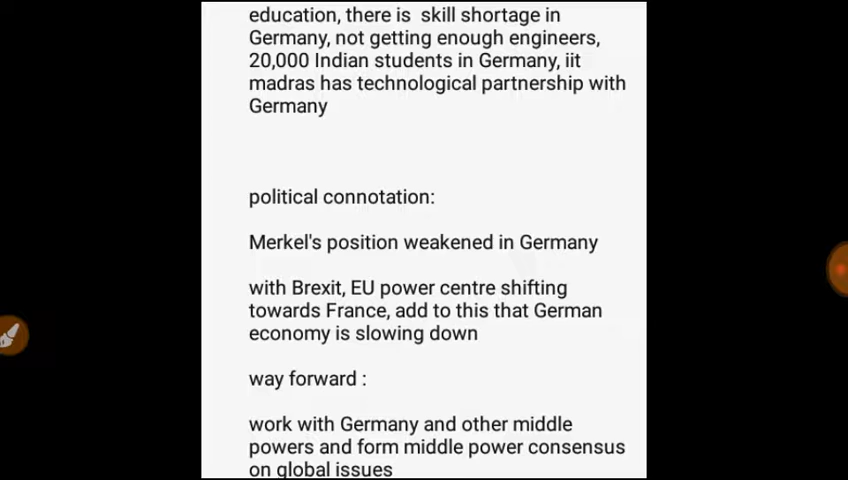 education, there is skill shortage in
Germany, not getting enough engineers,
20,000 Indian students in Germany, iit
madras has technological partnership with
Germany
political connotation:
Merkel's position weakened in Germany
with Brexit, EU power centre shifting
towards France, add to this that German
economy is slowing down
way forward :
work with Germany and other middle
powers and form middle power consensus
on global issues